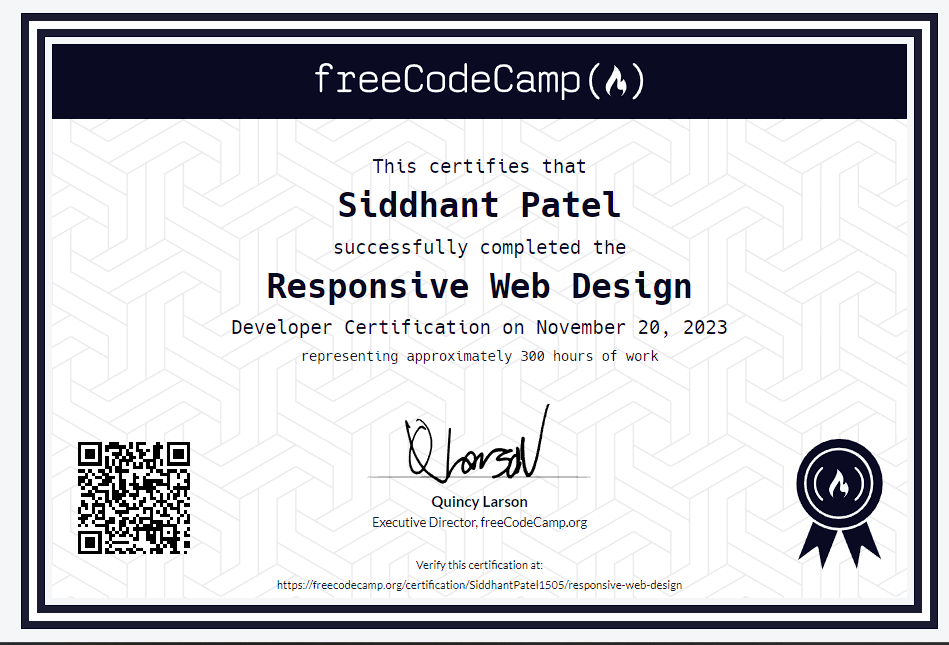 freeCodeCamp
This certifies that
Siddhant Patel
successfully completed the
Responsive Web Design
Developer Certification on November 20, 2023
representing approximately 300 hours of work
QLarson
Quincy Larson
Executive Director, freeCodeCamp.org
Verify this certification at:
https://freecodecamp.org/certification/SiddhantPatel1505/responsive-web-design